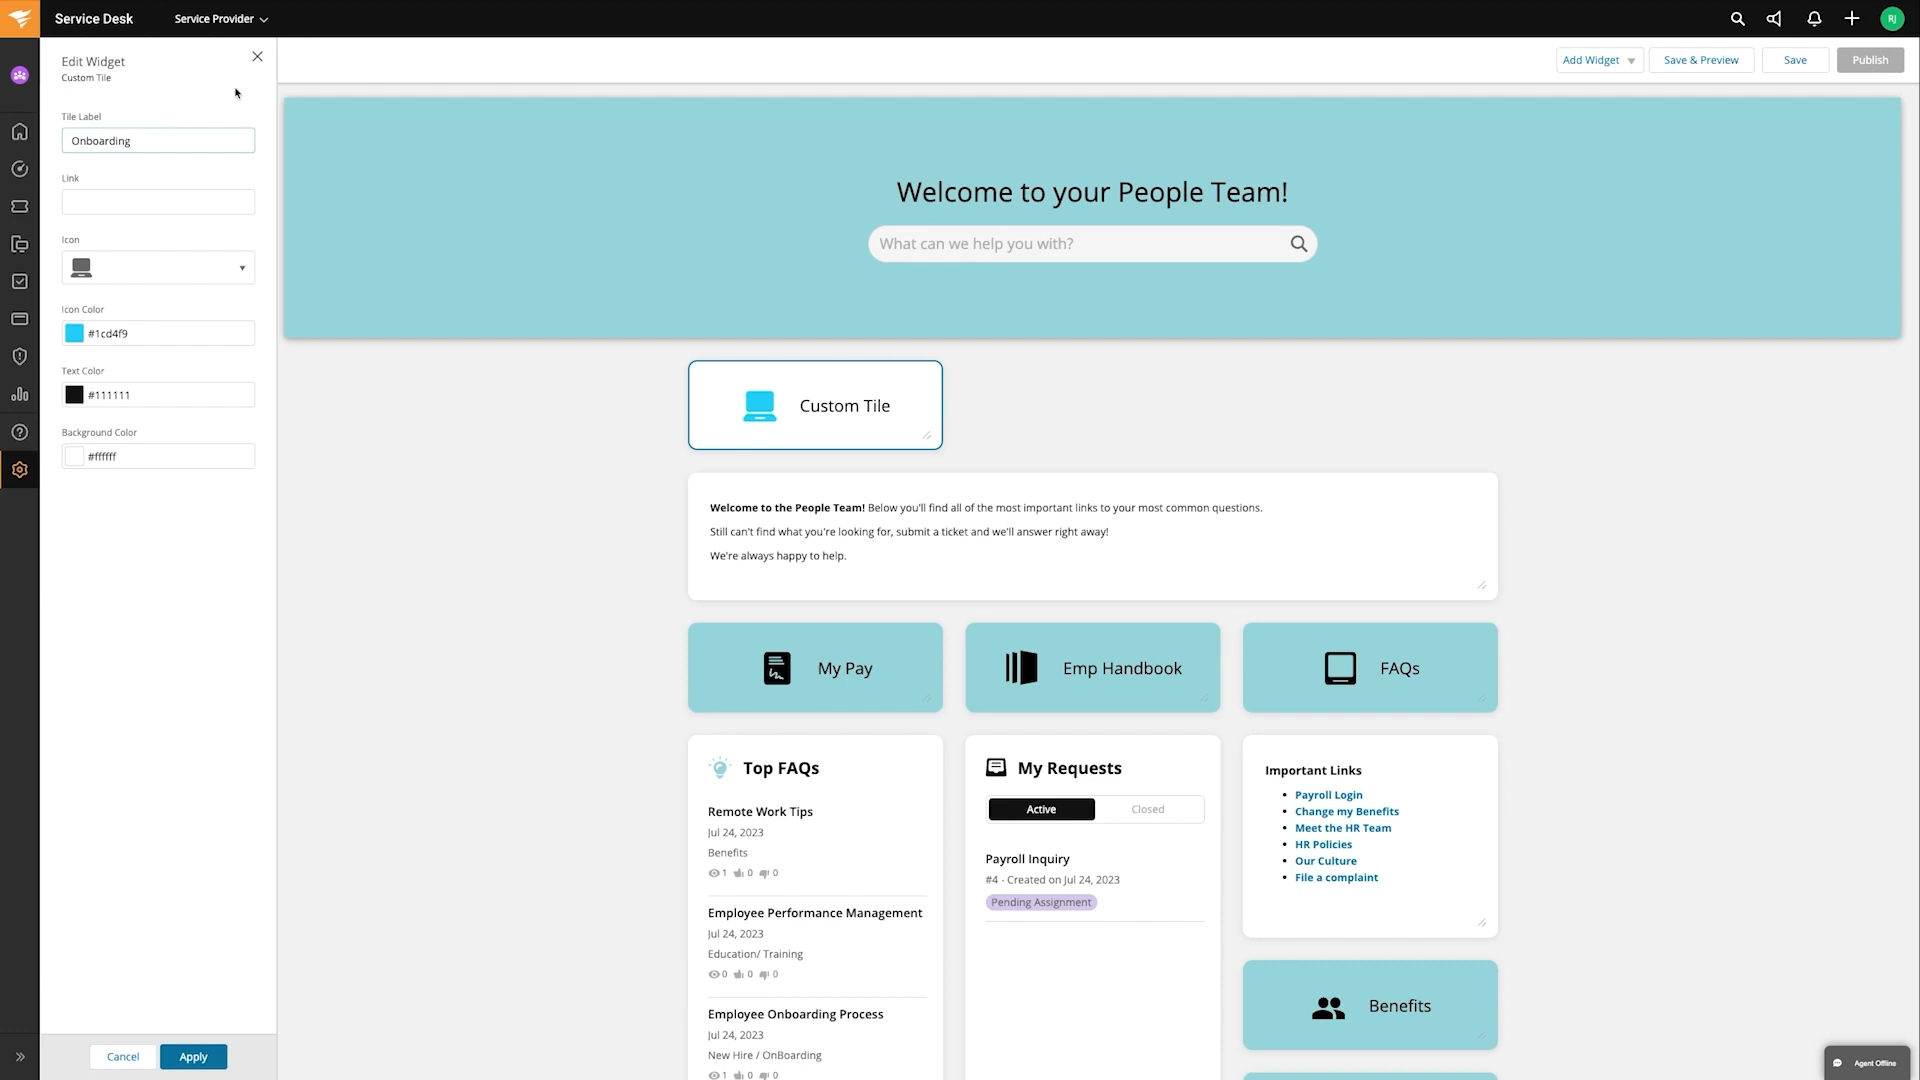 Service Desk
Service Provider
RJ
Edit Widget
Custom Tile
Add Widget
Save & Preview
Save
Publish
Tile Label
Onboarding
Link
Icon
Icon Color
#1cd4f9
Text Color
#111111
Background Color
#ffffff
Cancel
Apply
Welcome to your People Team!
What can we help you with?
Custom Tile
Welcome to the People Team! Below you'll find all of the most important links to your most common questions.
Still can't find what you're looking for, submit a ticket and we'll answer right away!
We're always happy to help.
My Pay
Emp Handbook
FAQs
Top FAQs
Remote Work Tips
Jul 24, 2023
Benefits
1 0 0
Employee Performance Management
Jul 24, 2023
Education/ Training
0 0 0
Employee Onboarding Process
Jul 24, 2023
New Hire / OnBoarding
1 0 0
My Requests
Active
Closed
Payroll Inquiry
#4 - Created on Jul 24, 2023
Pending Assignment
Important Links
Payroll Login
Change my Benefits
Meet the HR Team
HR Policies
Our Culture
File a complaint
Benefits
Agent Offline